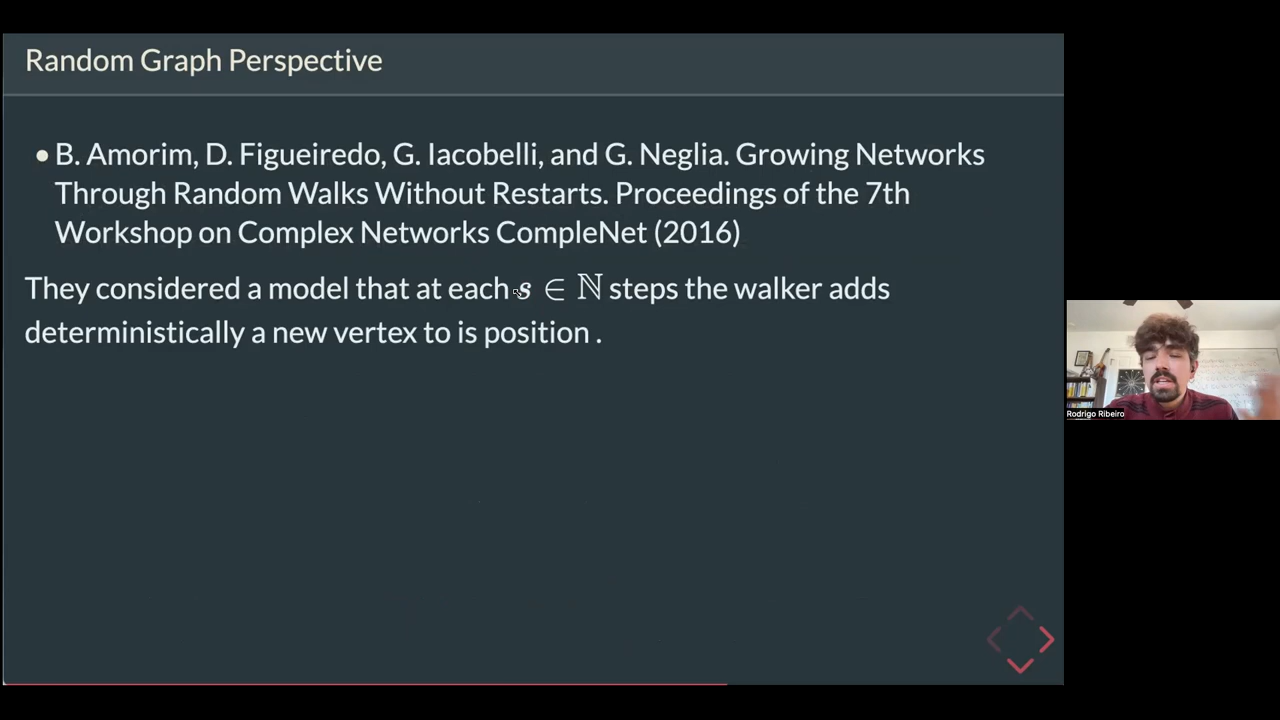 Random Graph Perspective
• B. Amorim, D. Figueiredo, G. Iacobelli, and G. Neglia. Growing Networks
Through Random Walks Without Restarts. Proceedings of the 7th
Workshop on Complex Networks CompleNet (2016)
They considered a model that at each s ∈ ℕ steps the walker adds
deterministically a new vertex to is position .
Rodrigo Ribeiro